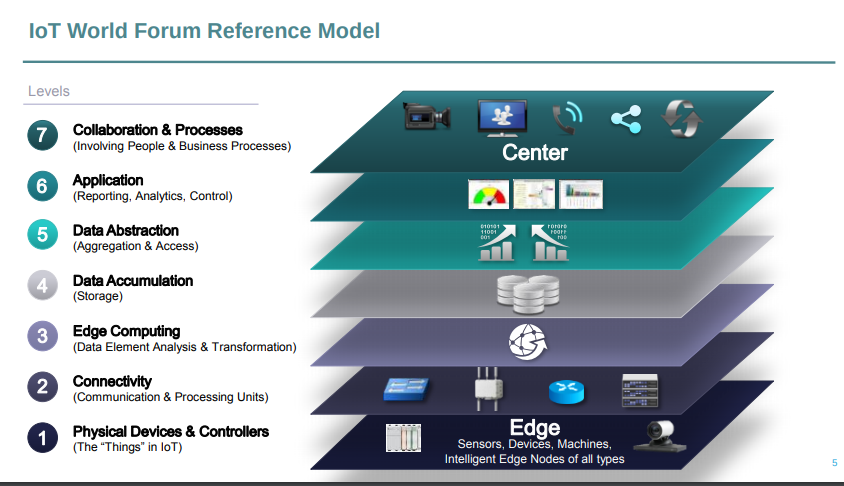 IoT World Forum Reference Model
Levels
7
Collaboration & Processes
(Involving People & Business Processes)
6
Application
(Reporting, Analytics, Control)
5
Data Abstraction
(Aggregation & Access)
4
Data Accumulation
(Storage)
3
Edge Computing
(Data Element Analysis & Transformation)
2
Connectivity
(Communication & Processing Units)
1
Physical Devices & Controllers
(The “Things” in IoT)
Center
010101
11001
001
Edge
Sensors, Devices, Machines,
Intelligent Edge Nodes of all types
5